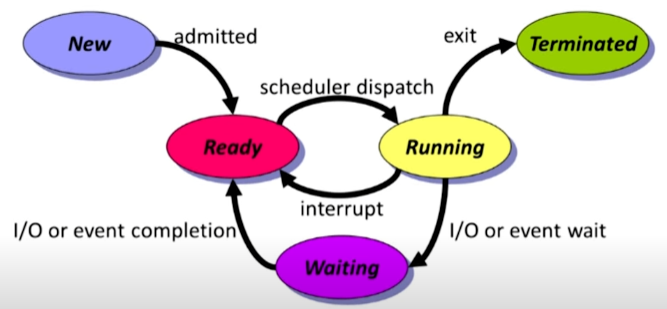 New
admitted
exit
Terminated
scheduler dispatch
Ready
Running
interrupt
I/O or event completion
I/O or event wait
Waiting